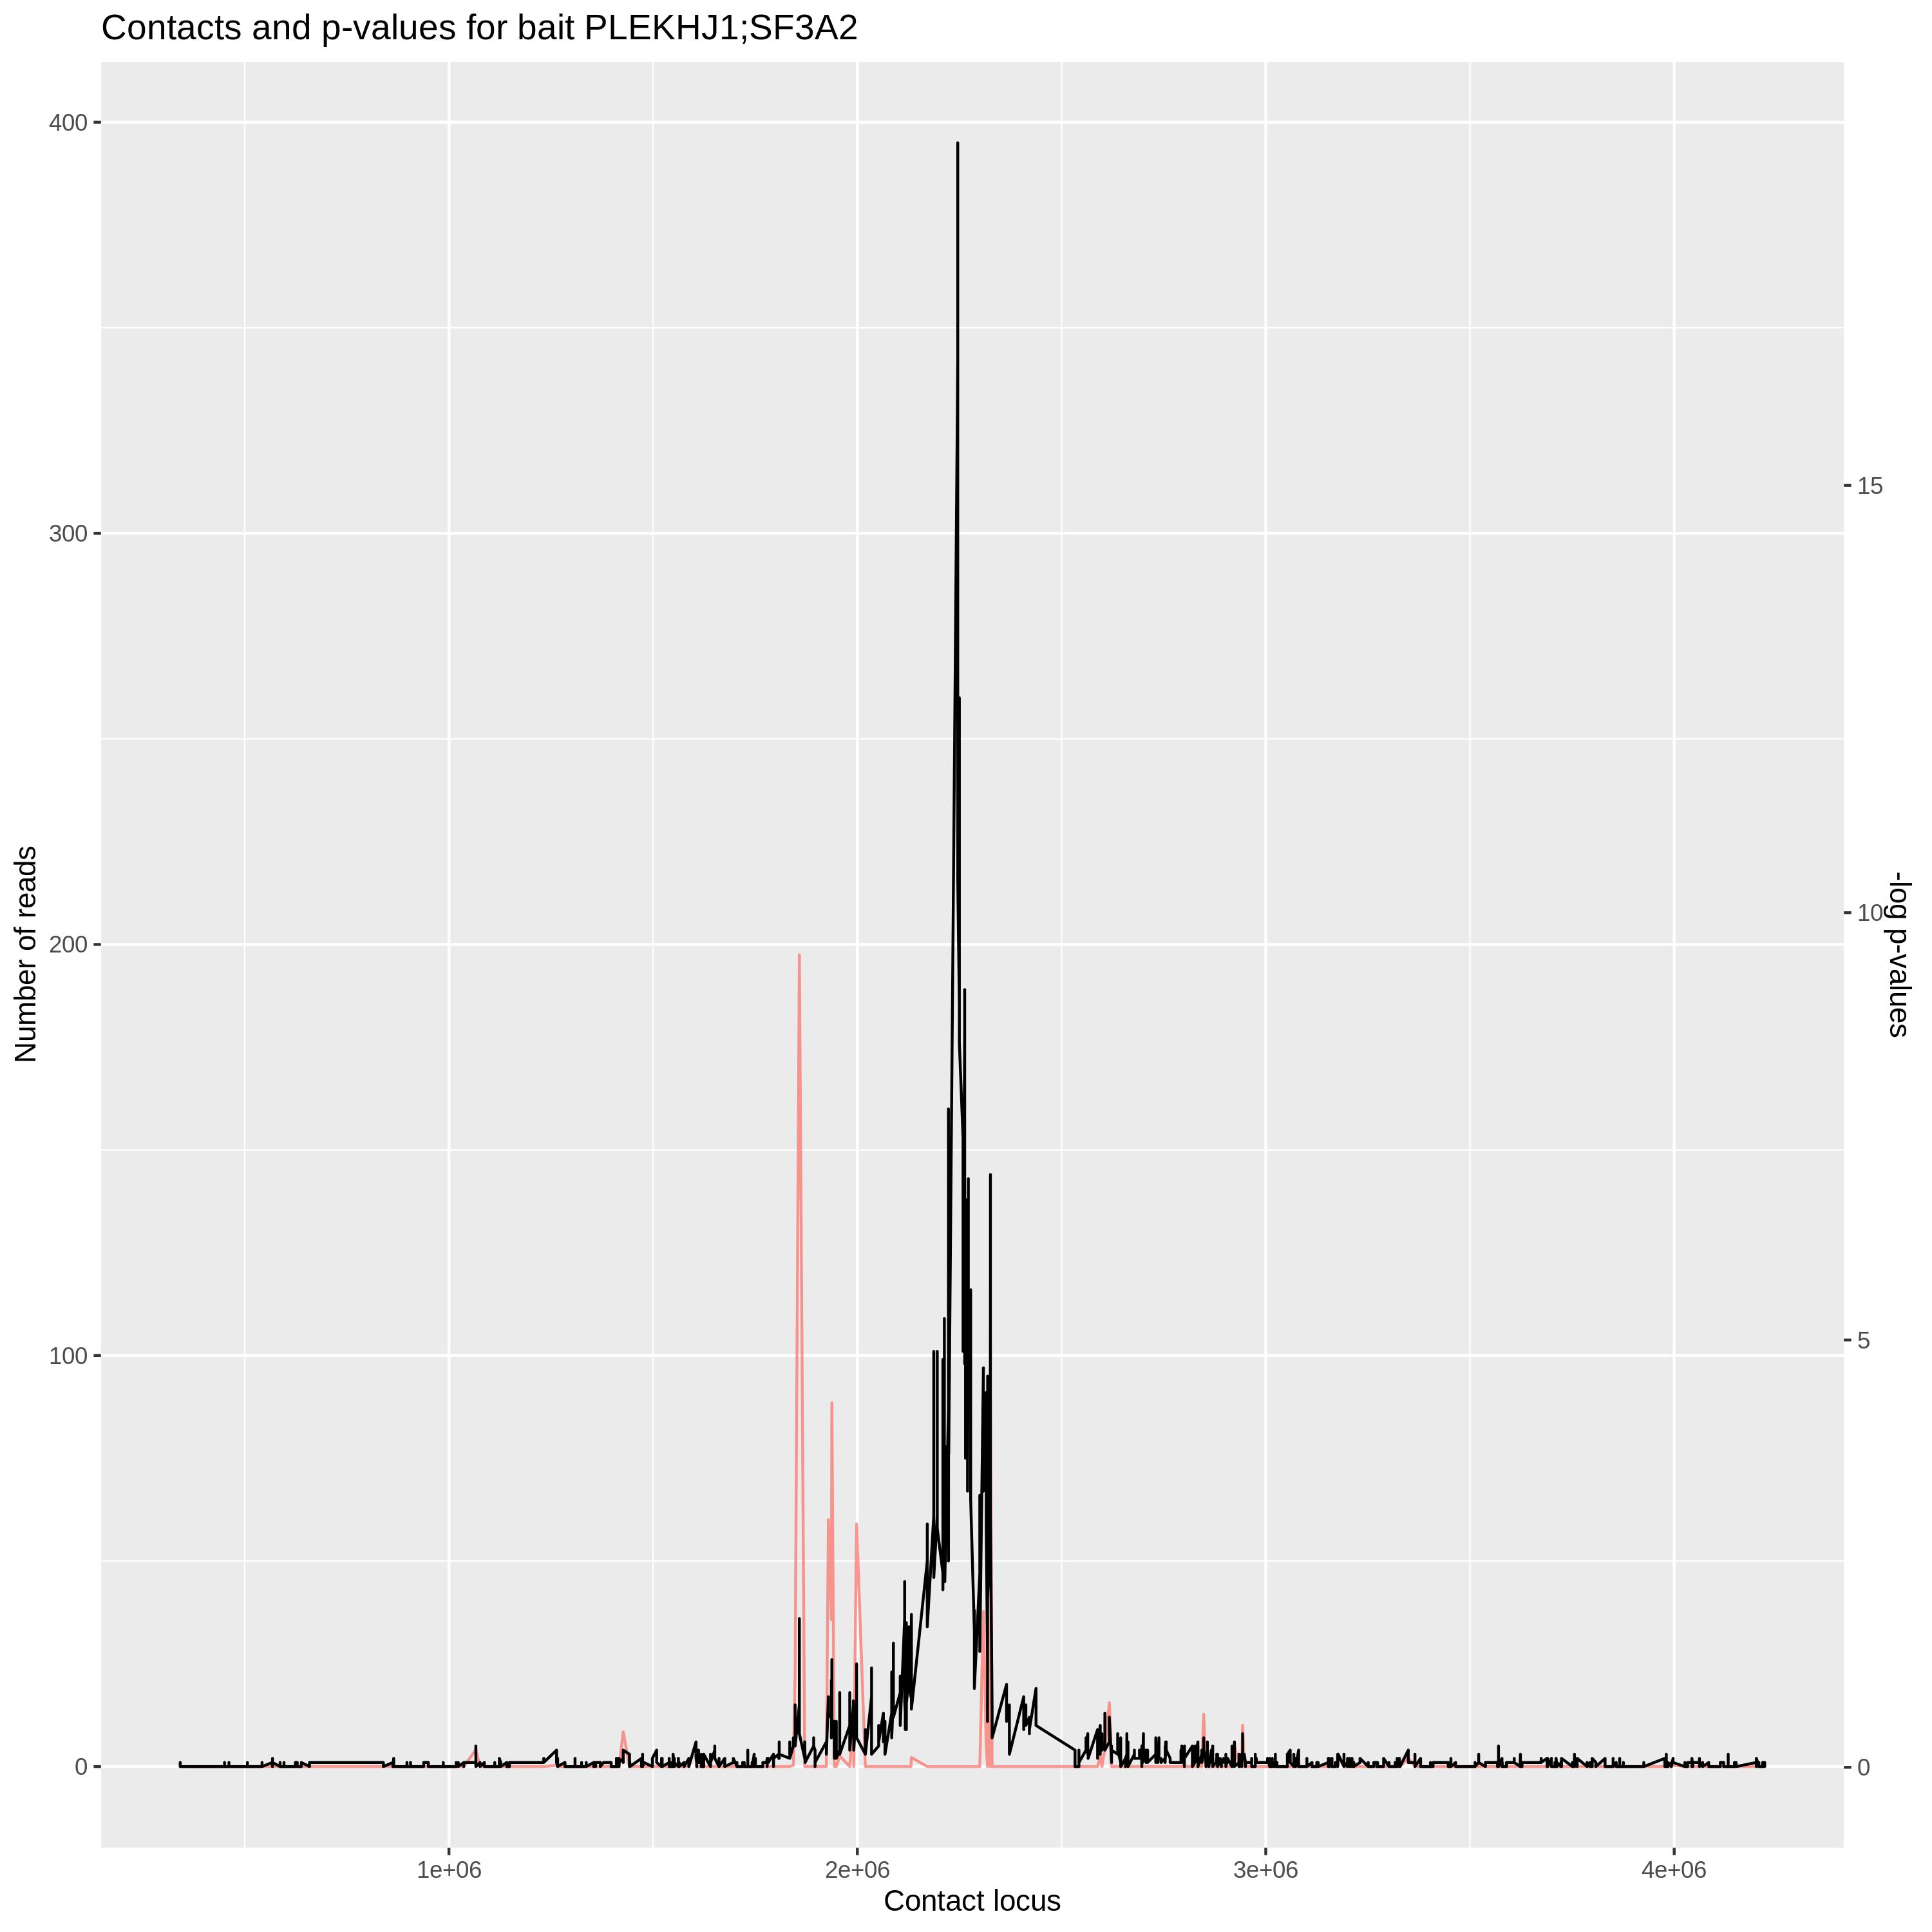 Contacts and p-values for bait PLEKHJ1;SF3A2
400
300
200
100
0
Number of reads
15
10
5
0
-log p-values
1e+06 2e+06 3e+06 4e+06
Contact locus